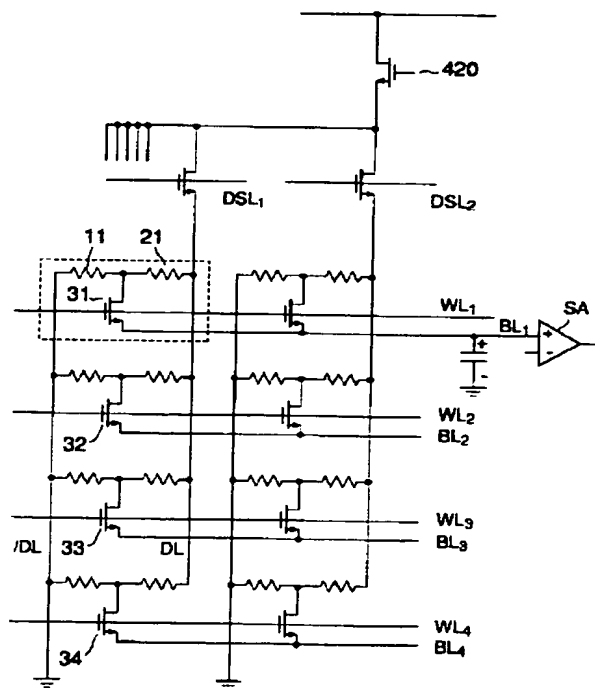 420
DSL1
DSL2
11
21
31
WL1
BL1
SA
+
-
+
-
WL2
BL2
32
WL3
BL3
/DL
33
DL
WL4
BL4
34